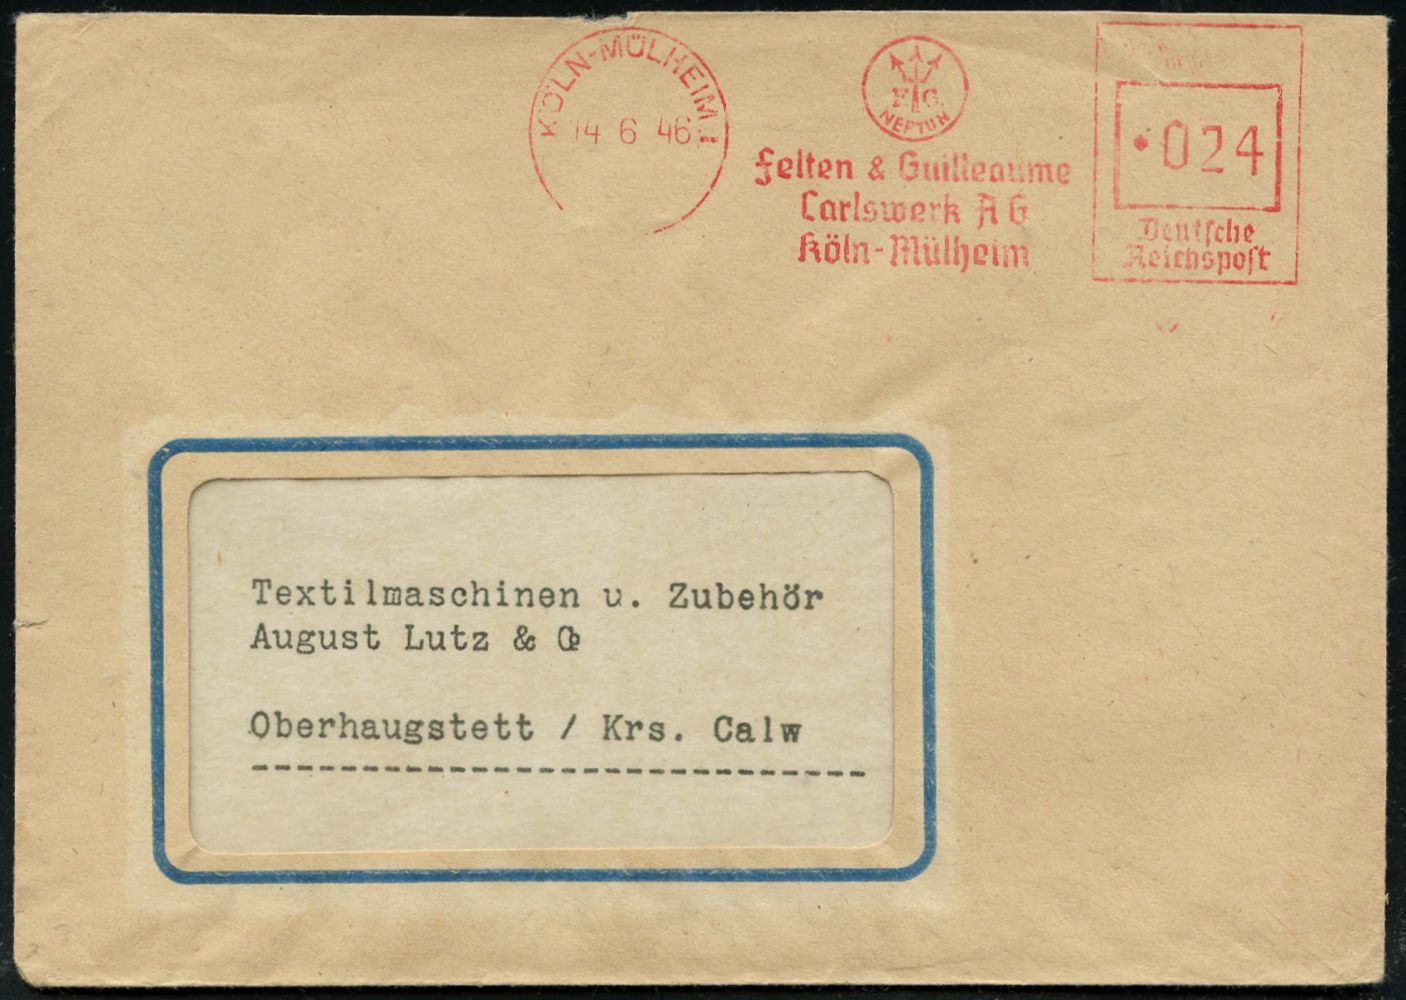 KÖLN-MÜLHEIM 1
14 6 46
F G
NEPTUN
Felten & Guilleaume
Carlswerk AG
Köln-Mülheim
024
Deutsche
Reichspost
Textilmaschinen u. Zubehör
August Lutz & Co
Oberhaugstett / Krs. Calw